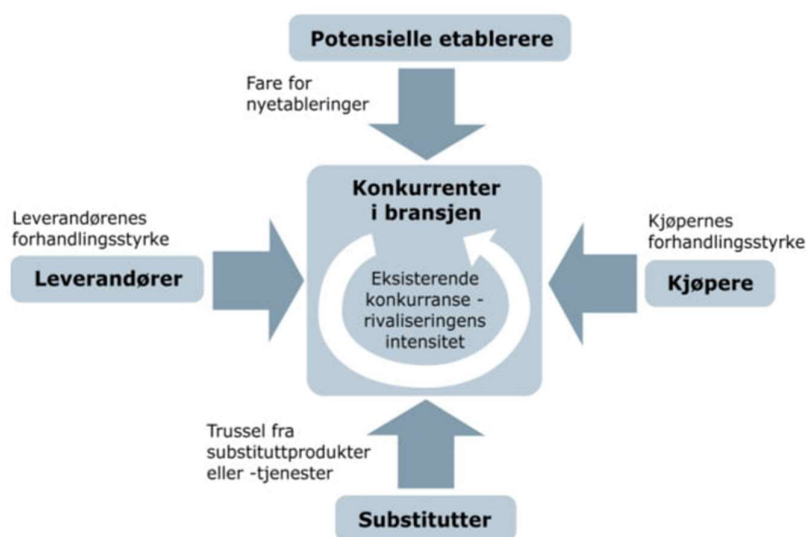 Potensielle etablerere
Fare for
nyetableringer
Konkurrenter
i bransjen
Leverandørenes
forhandlingsstyrke
Leverandører
Eksisterende
konkurranse -
rivaliseringens
intensitet
Kjøpernes
forhandlingsstyrke
Kjøpere
Trussel fra
substituttprodukter
eller -tjenester
Substitutter